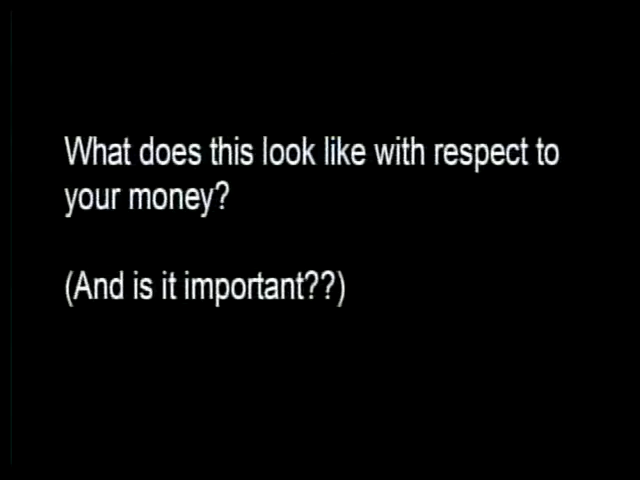 What does this look like with respect to
your money?
(And is it important??)